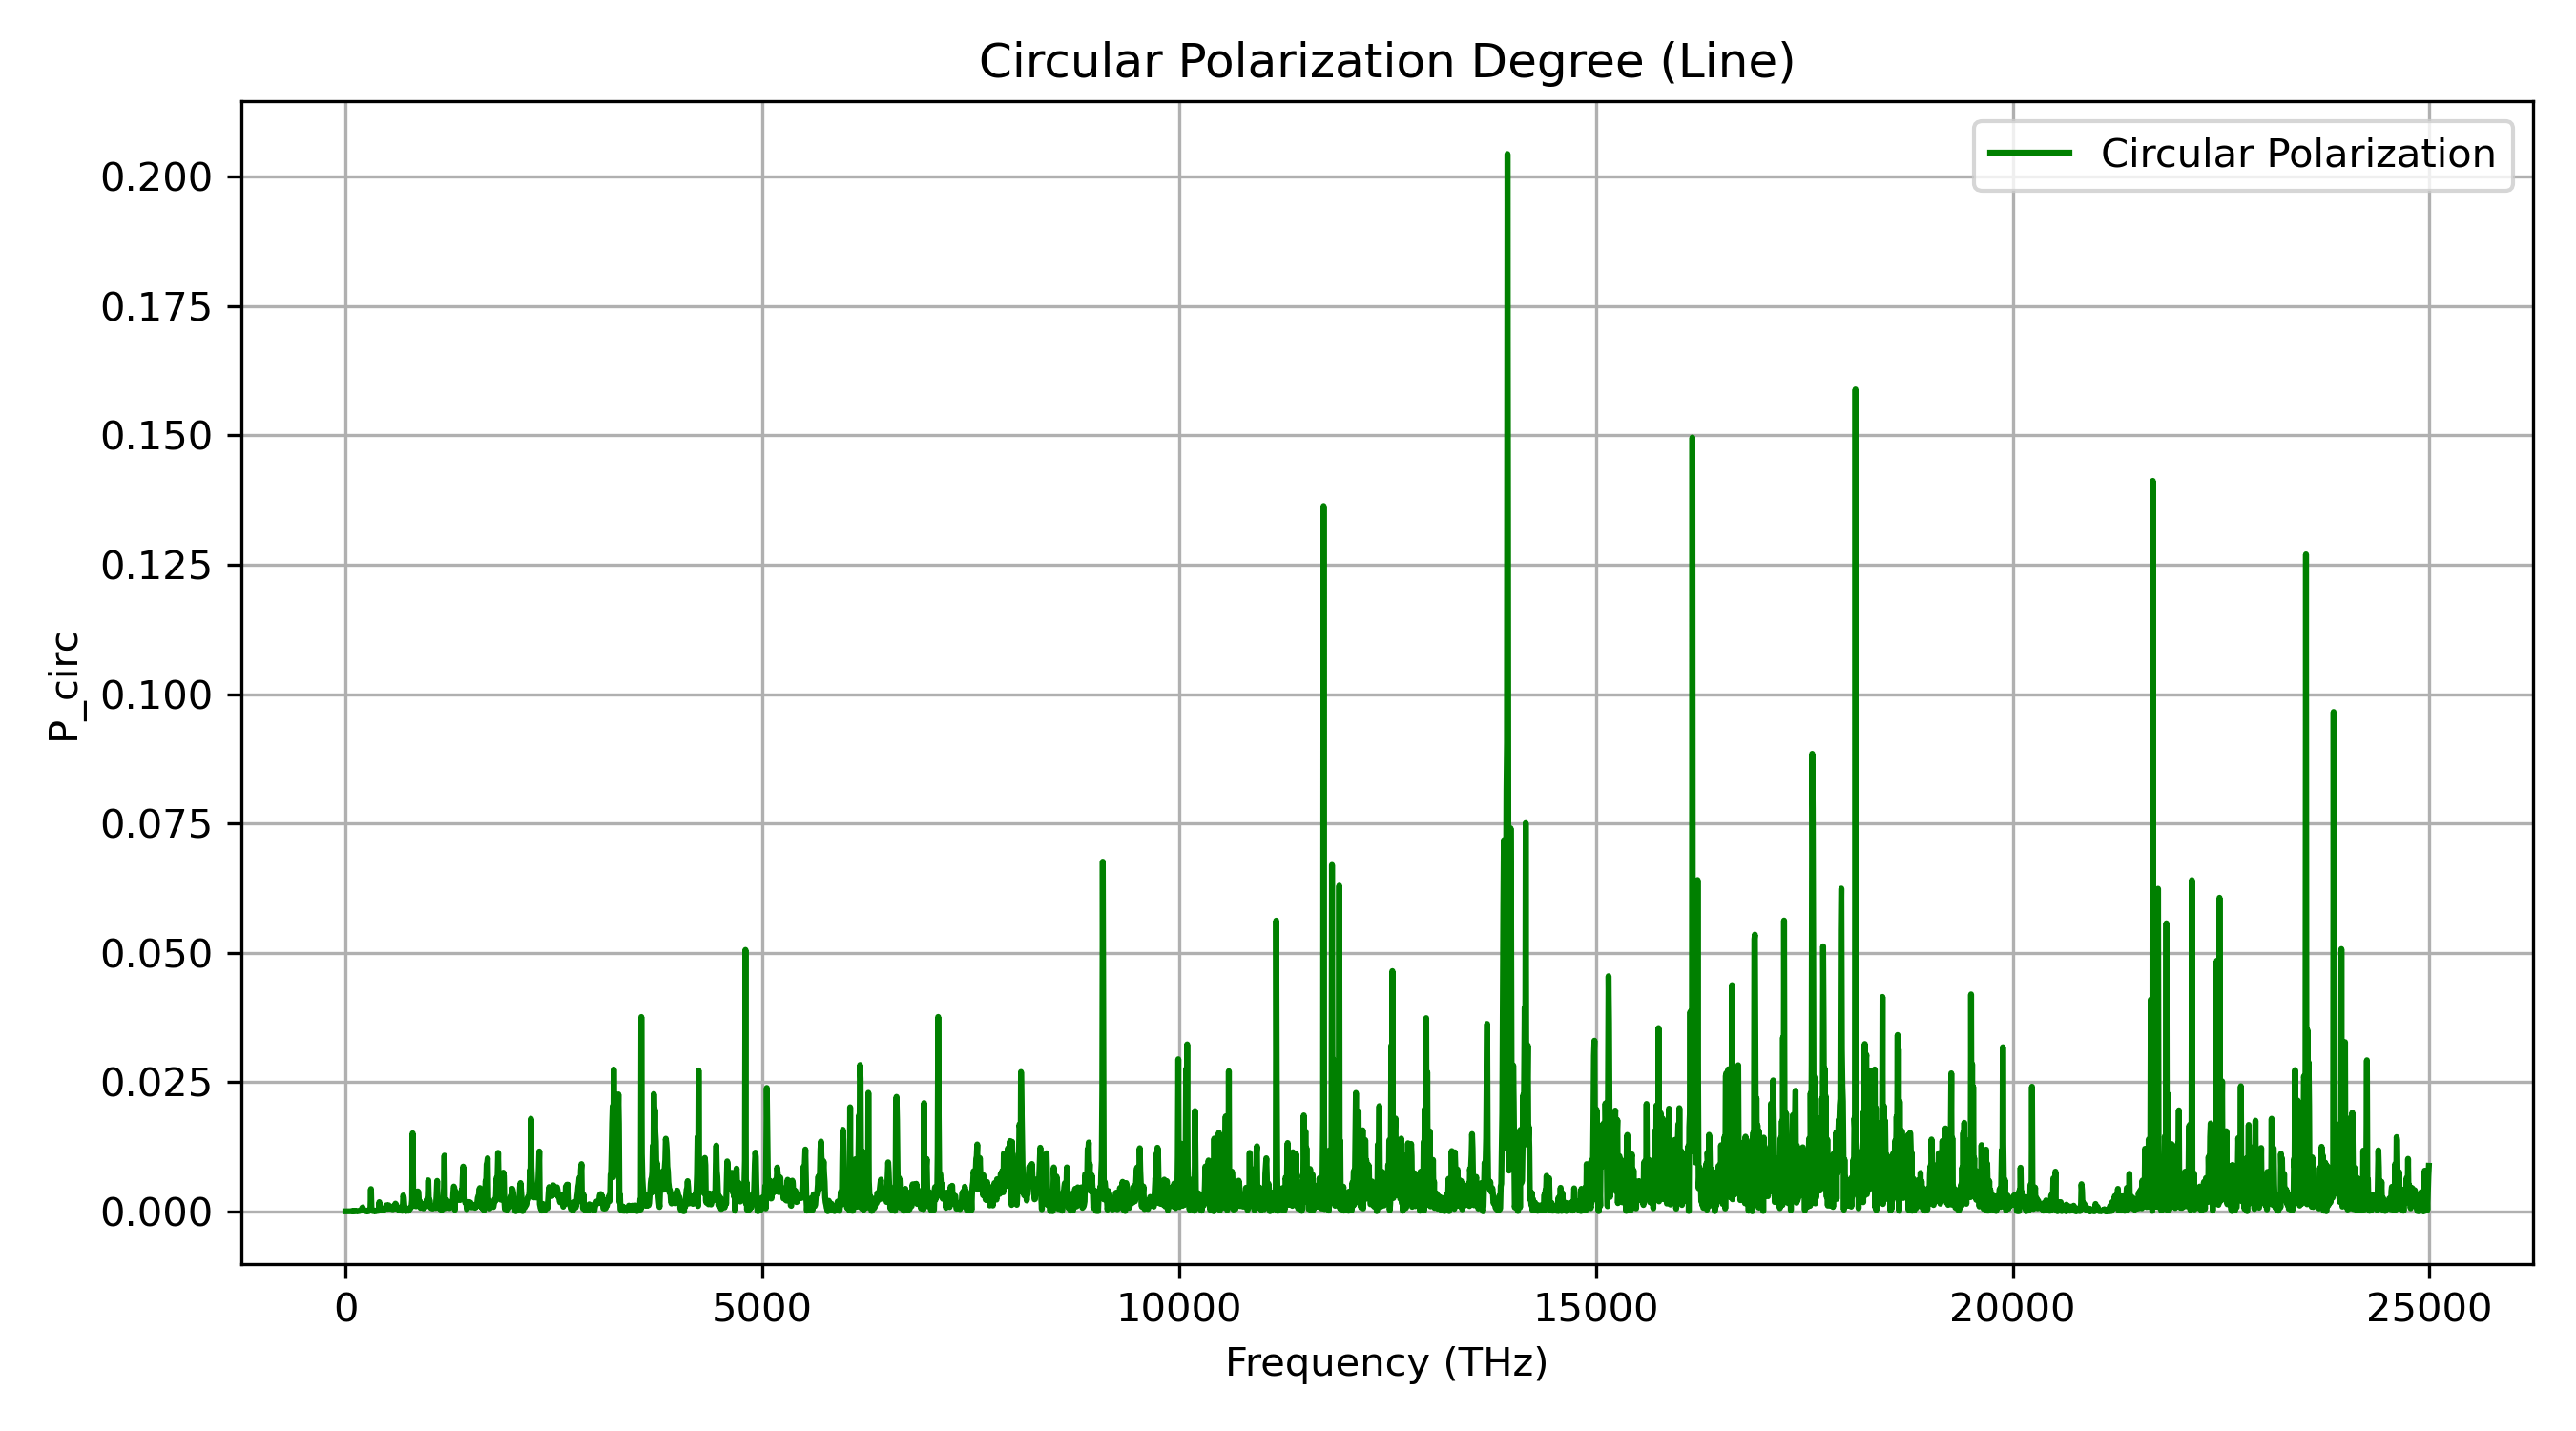 Circular Polarization Degree (Line)
Circular Polarization
0.200
0.175
0.150
0.125
0.100
0.075
0.050
0.025
0.000
P_circ
0 5000 10000 15000 20000 25000
Frequency (THz)